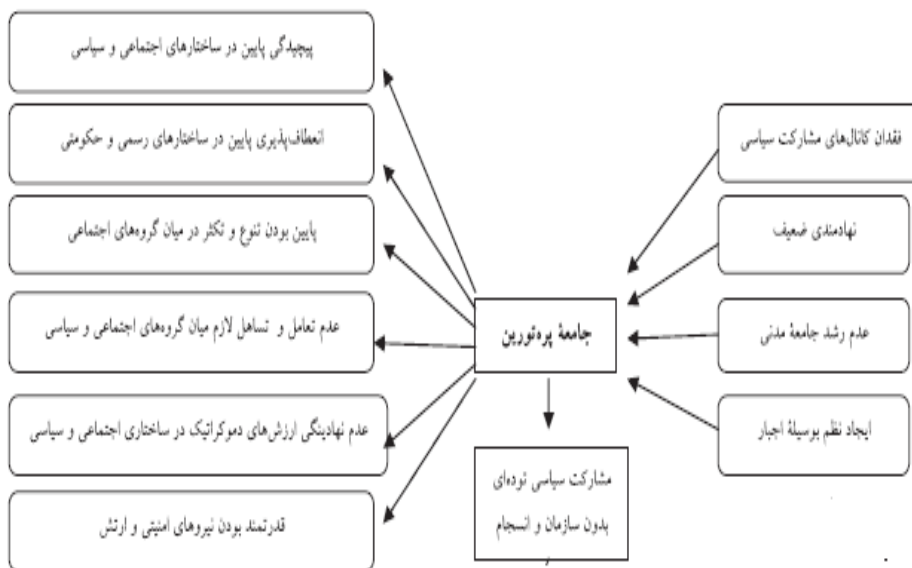 فقدان کانال‌های مشارکت سیاسی
نهادمندی ضعیف
عدم رشد جامعهٔ مدنی
ایجاد نظم بوسیلهٔ اجبار
جامعهٔ پره‌تورین
مشارکت سیاسی توده‌ای
بدون سازمان و انسجام
پیچیدگی پایین در ساختارهای اجتماعی و سیاسی
انعطاف‌پذیری پایین در ساختارهای رسمی و حکومتی
پایین بودن تنوع و تکثر در میان گروه‌های اجتماعی
عدم تعامل و تساهل لازم میان گروه‌های اجتماعی و سیاسی
عدم نهادینگی ارزش‌های دموکراتیک در ساختاری اجتماعی و سیاسی
قدرتمند بودن نیروهای امنیتی و ارتش